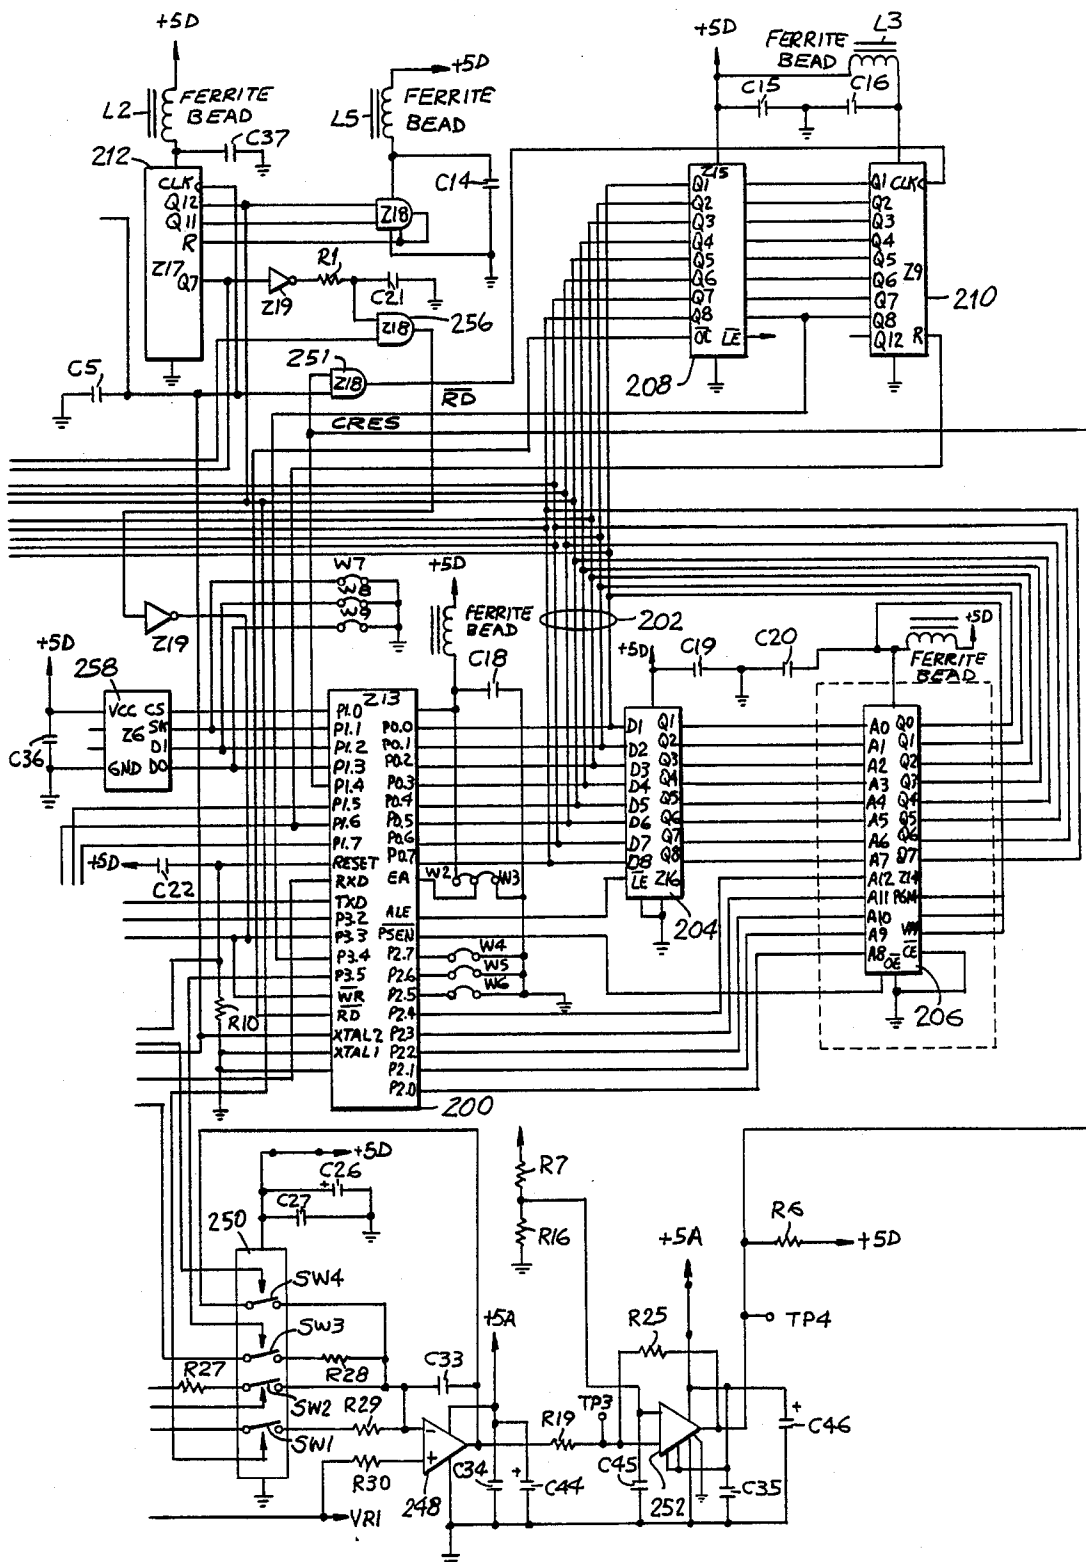 +5D
L2
FERRITE
BEAD
C37
212
CLK
Q12
Q11
R
Z17
Q7
+5D
L5
FERRITE
BEAD
C14
Z18
R1
Z19
C21
Z18
256
251
Z18
RD
CRES
C5
+5D
L3
FERRITE
BEAD
C15
C16
Z15
Q1
Q2
Q3
Q4
Q5
Q6
Q7
Q8
OC
LE
208
Q1
CLK
Q2
Q3
Q4
Q5
Q6
Z9
Q7
Q8
Q12
R
210
W7
W8
W9
Z19
+5D
FERRITE
BEAD
C18
202
+5D
C19
C20
+5D
FERRITE
BEAD
+5D
258
VCC
CS
Z6
SK
DI
GND
DO
C36
Z13
P1.0
P1.1
P1.2
P1.3
P1.4
P1.5
P1.6
P1.7
RESET
RXD
TXD
P3.2
P3.3
P3.4
P3.5
WR
RD
XTAL2
XTAL1
P0.0
P0.1
P0.2
P0.3
P0.4
P0.5
P0.6
P0.7
EA
ALE
PSEN
P2.7
P2.6
P2.5
P2.4
P23
P22
P2.1
P2.0
200
+5D
C22
R10
W2
W3
W4
W5
W6
D1
D2
D3
D4
D5
D6
D7
D8
LE
Q1
Q2
Q3
Q4
Q5
Q6
Q7
Q8
Z16
204
A0
A1
A2
A3
A4
A5
A6
A7
A12
A11
A10
A9
A8
OE
Q0
Q1
Q2
Q3
Q4
Q5
Q6
Q7
Z14
PGM
CE
206
+5D
C26
+
C27
250
SW4
SW3
R28
R27
SW2
R29
SW1
R30
VR1
C33
+5A
-
+
248
C34
+
C44
R7
R16
TP3
R19
R25
+5A
C45
252
C35
R6
+5D
TP4
+
C46